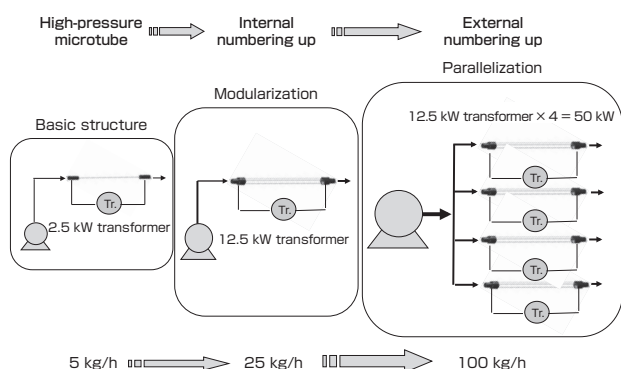 High-pressure
microtube
Internal
numbering up
External
numbering up
Parallelization
Modularization
Basic structure
12.5 kW transformer × 4 = 50 kW
Tr.
2.5 kW transformer
Tr.
12.5 kW transformer
Tr.
Tr.
Tr.
Tr.
5 kg/h
25 kg/h
100 kg/h